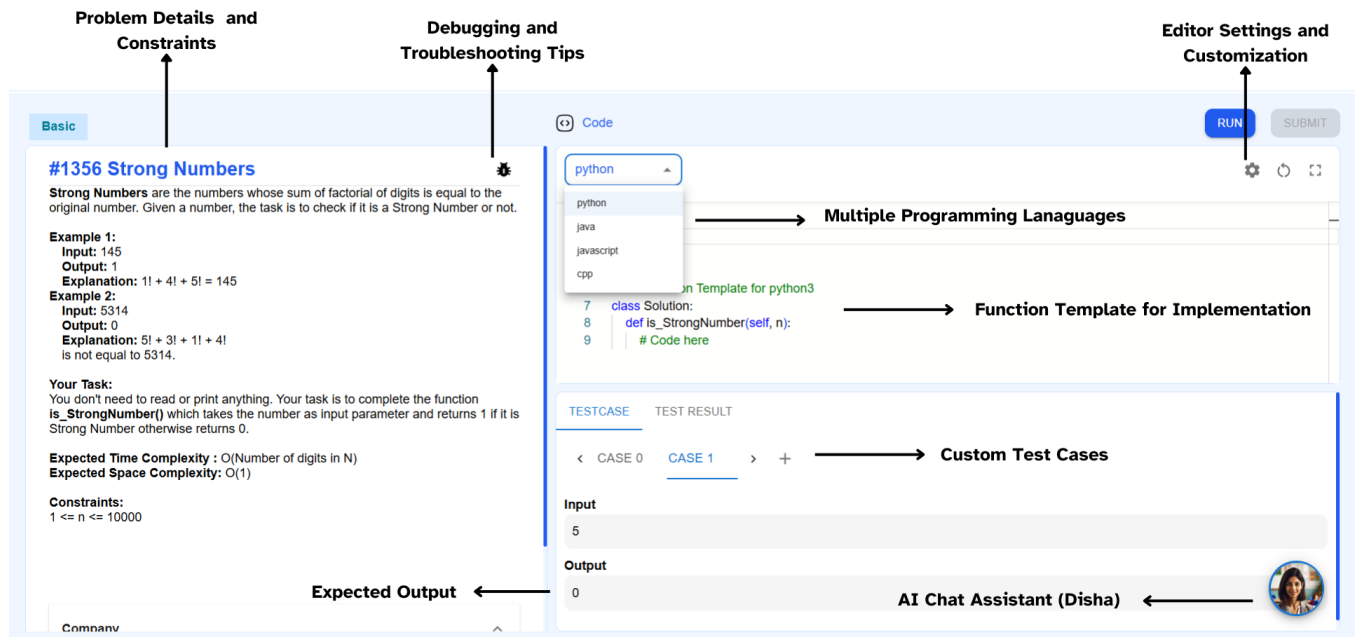 Problem Details and
Constraints
Debugging and
Troubleshooting Tips
Editor Settings and
Customization
Basic
Code
RUN
SUBMIT
#1356 Strong Numbers
Strong Numbers are the numbers whose sum of factorial of digits is equal to the
original number. Given a number, the task is to check if it is a Strong Number or not.
Example 1:
Input: 145
Output: 1
Explanation: 1! + 4! + 5! = 145
Example 2:
Input: 5314
Output: 0
Explanation: 5! + 3! + 1! + 4!
is not equal to 5314.
Your Task:
You don't need to read or print anything. Your task is to complete the function
is_StrongNumber() which takes the number as input parameter and returns 1 if it is
Strong Number otherwise returns 0.
Expected Time Complexity : O(Number of digits in N)
Expected Space Complexity: O(1)
Constraints:
1 <= n <= 10000
Company
python
python
java
javascript
cpp
Multiple Programming Lanaguages
on Template for python3
7 class Solution:
8 def is_StrongNumber(self, n):
9 # Code here
Function Template for Implementation
TESTCASE TEST RESULT
CASE 0 CASE 1
Custom Test Cases
Input
5
Output
0
Expected Output
AI Chat Assistant (Disha)